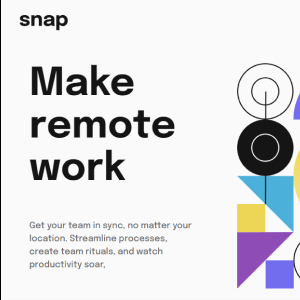 snap
Make
remote
work
Get your team in sync, no matter your
location. Streamline processes,
create team rituals, and watch
productivity soar,